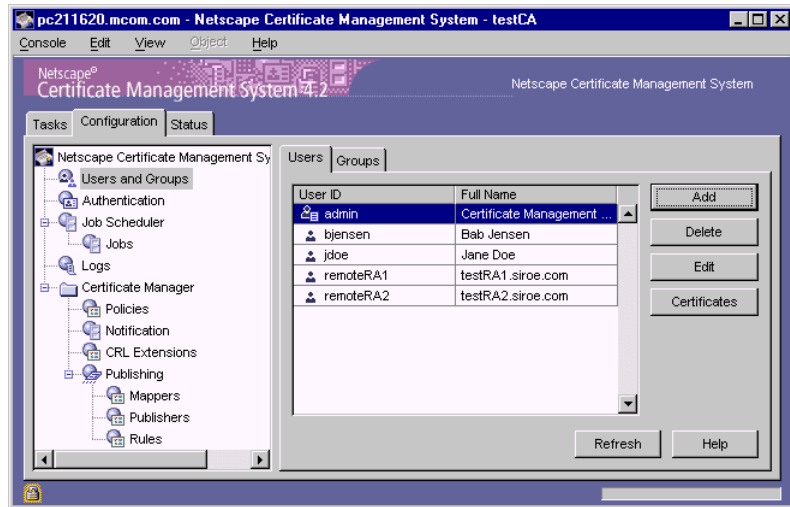 pc211620.mcom.com - Netscape Certificate Management System - testCA
Console Edit View Object Help
Netscape®
Certificate Management System 4.2
Netscape Certificate Management System
Tasks Configuration Status
Netscape Certificate Management Sy
Users and Groups
Authentication
Job Scheduler
Jobs
Logs
Certificate Manager
Policies
Notification
CRL Extensions
Publishing
Mappers
Publishers
Rules
Users Groups
User ID Full Name
admin Certificate Management ...
bjensen Bab Jensen
jdoe Jane Doe
remoteRA1 testRA1.siroe.com
remoteRA2 testRA2.siroe.com
Add
Delete
Edit
Certificates
Refresh Help